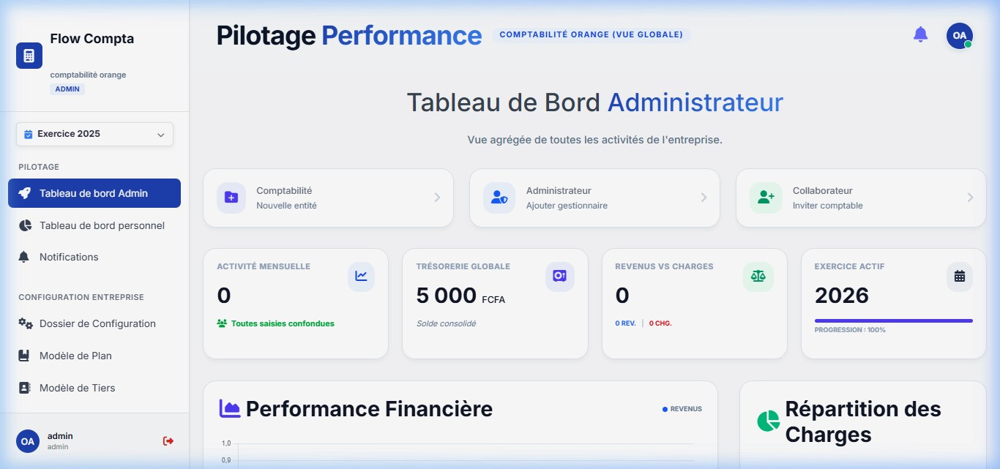 Flow Compta
comptabilité orange
ADMIN
Exercice 2025
PILOTAGE
Tableau de bord Admin
Tableau de bord personnel
Notifications
CONFIGURATION ENTREPRISE
Dossier de Configuration
Modèle de Plan
Modèle de Tiers
OA
admin
admin
Pilotage Performance
COMPTABILITÉ ORANGE (VUE GLOBALE)
OA
Tableau de Bord Administrateur
Vue agrégée de toutes les activités de l'entreprise.
Comptabilité
Nouvelle entité
Administrateur
Ajouter gestionnaire
Collaborateur
Inviter comptable
ACTIVITÉ MENSUELLE
0
Toutes saisies confondues
TRÉSORERIE GLOBALE
5 000 FCFA
Solde consolidé
REVENUS VS CHARGES
0
0 REV. | 0 CHG.
EXERCICE ACTIF
2026
PROGRESSION : 100%
Performance Financière
REVENUS
1,0
0,9
Répartition des
Charges